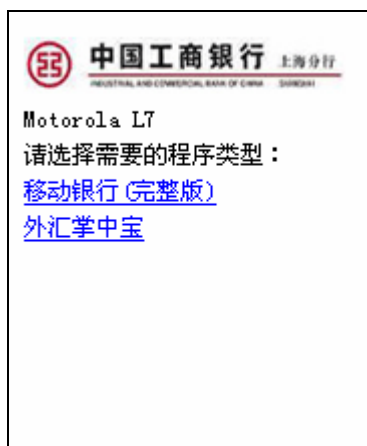 中国工商银行 上海分行
INDUSTRIAL AND COMMERCIAL BANK OF CHINA SHANGHAI
Motorola L7
请选择需要的程序类型：
移动银行(完整版)
外汇掌中宝